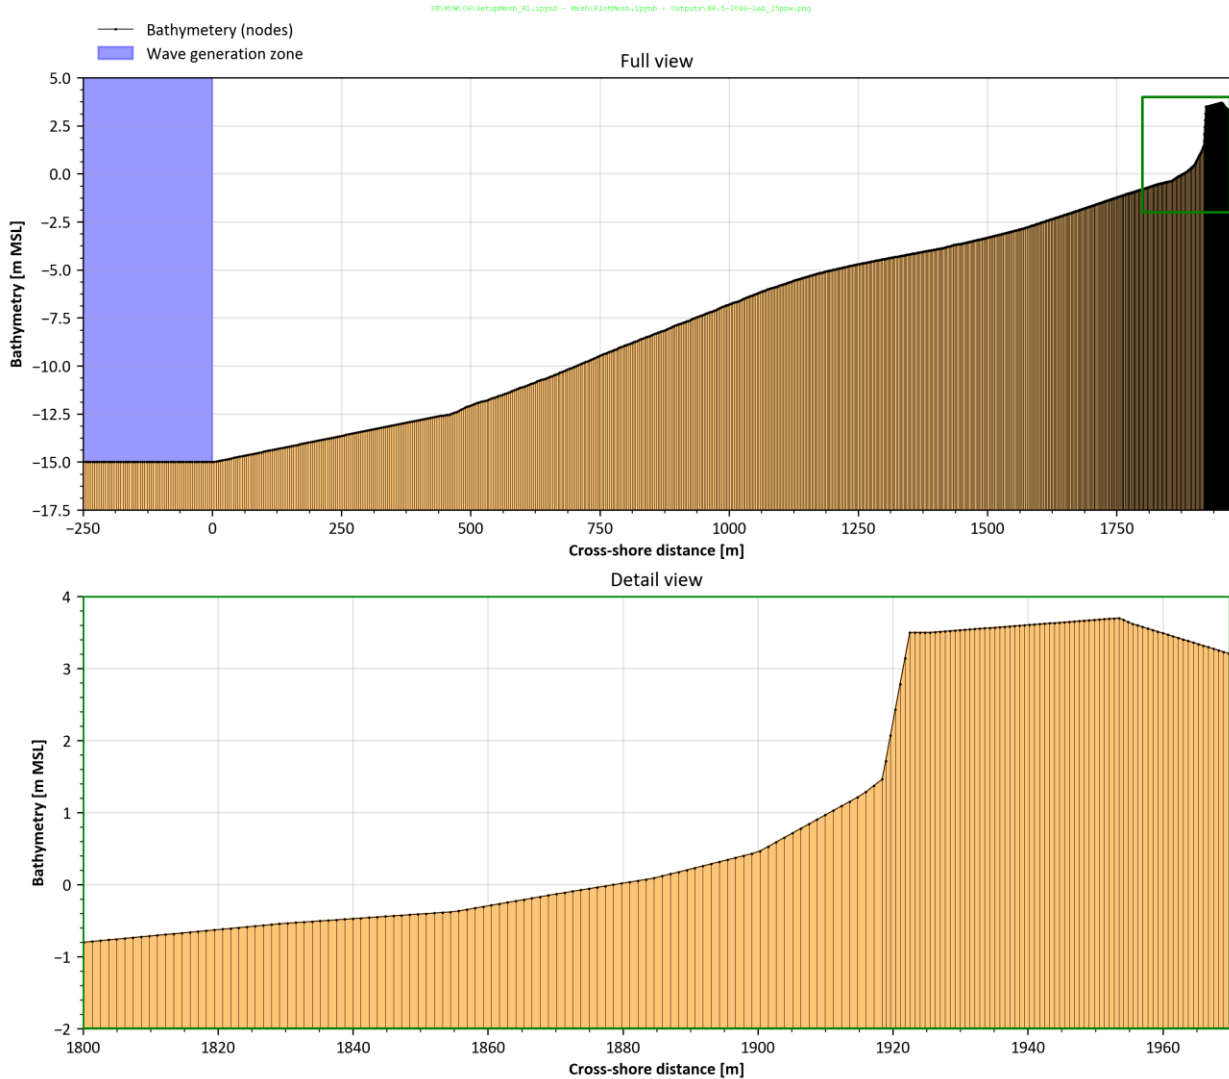 Bathymetery (nodes)
Wave generation zone
Full view
5.0
2.5
0.0
−2.5
−5.0
−7.5
−10.0
−12.5
−15.0
−17.5
Bathymetry [m MSL]
−250 0 250 500 750 1000 1250 1500 1750
Cross-shore distance [m]
Detail view
4
3
2
1
0
−1
−2
Bathymetry [m MSL]
1800 1820 1840 1860 1880 1900 1920 1940 1960
Cross-shore distance [m]